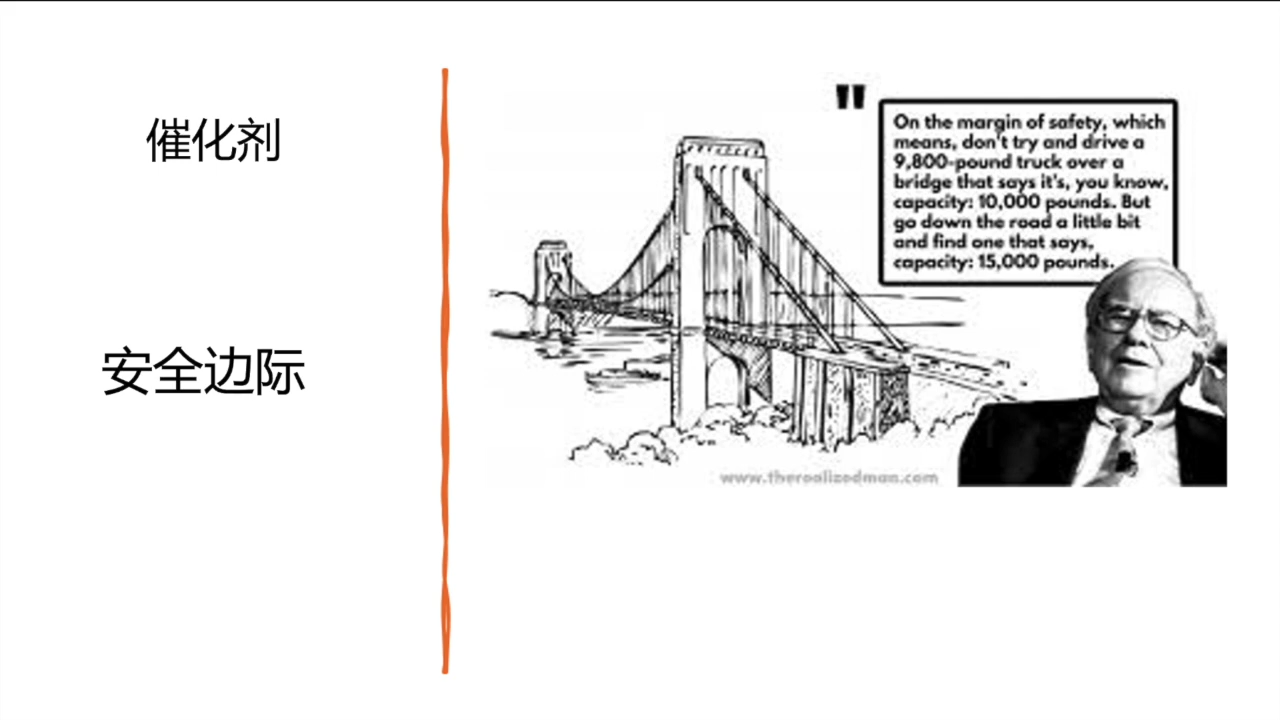 催化剂
安全边际
"
On the margin of safety, which
means, don't try and drive a
9,800-pound truck over a
bridge that says it's, you know,
capacity: 10,000 pounds. But
go down the road a little bit
and find one that says,
capacity: 15,000 pounds.
www.therealizedman.com